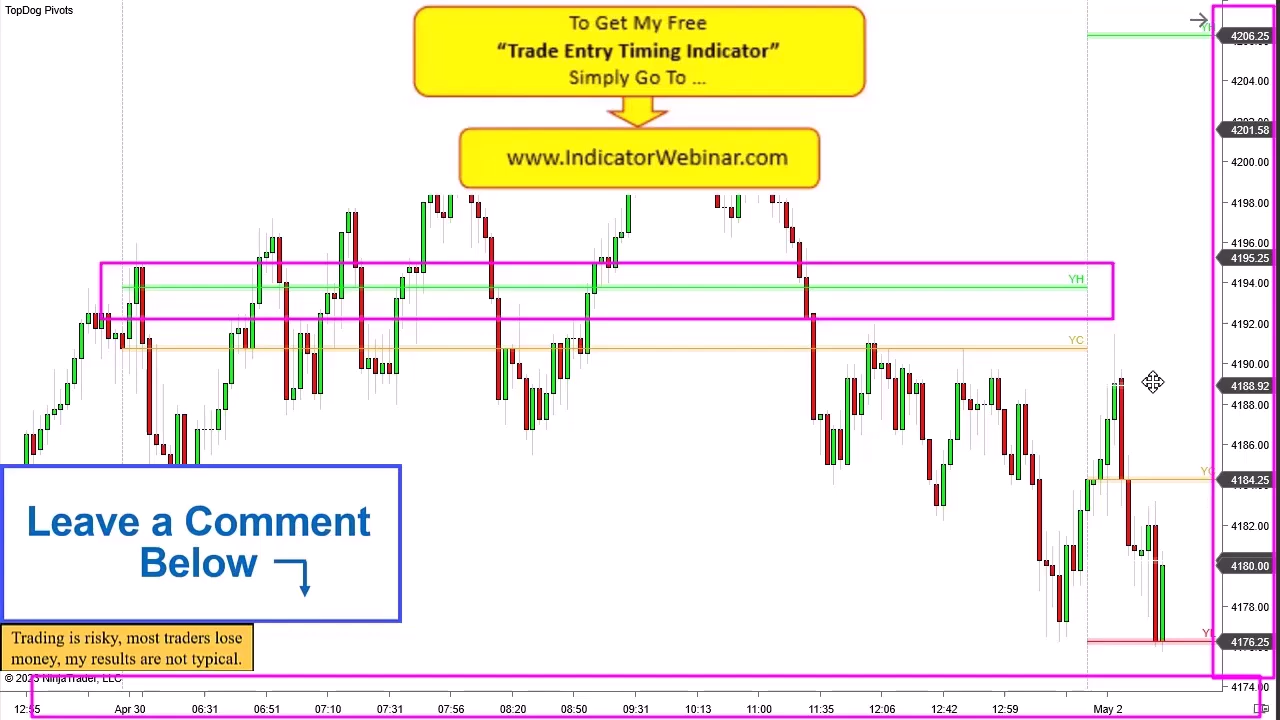 TopDog Pivots
To Get My Free
“Trade Entry Timing Indicator”
Simply Go To ...
www.IndicatorWebinar.com
4206.25
4204.00
4201.58
4200.00
4198.00
4196.00
4195.25
YH
4194.00
4192.00
YC
4190.00
4188.92
4188.00
4186.00
4184.25
4182.00
4180.00
4178.00
4176.25
4174.00
Leave a Comment
Below
Trading is risky, most traders lose
money, my results are not typical.
© 2023 NinjaTrader, LLC
12:55 Apr 30 06:31 06:51 07:10 07:31 07:56 08:20 08:50 09:31 10:11 11:00 11:35 12:06 12:42 12:59 May 2